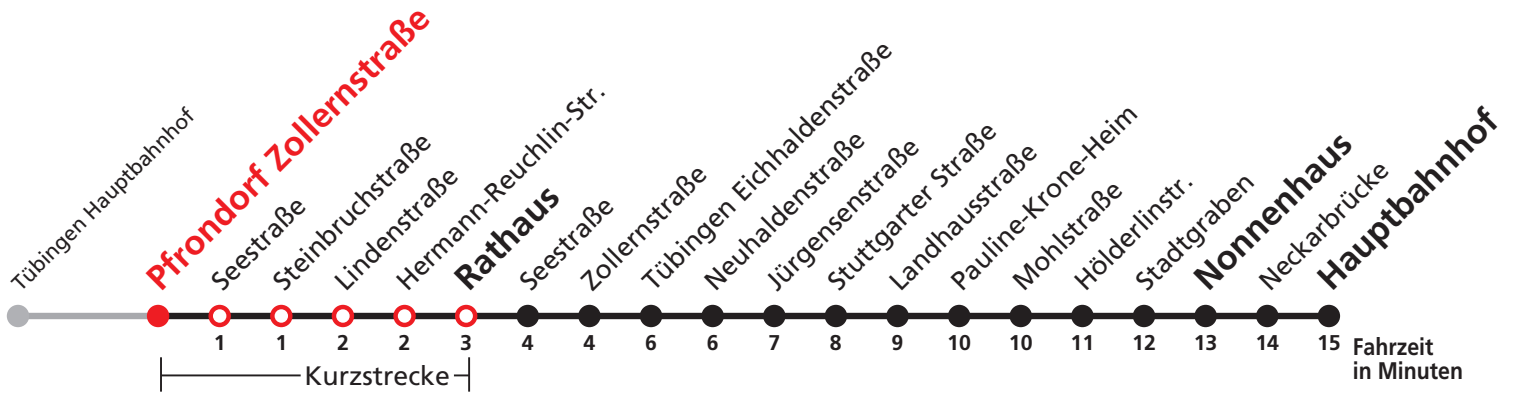 Tübingen Hauptbahnhof
Pfrondorf Zollernstraße
Seestraße
Steinbruchstraße
Lindenstraße
Hermann-Reuchlin-Str.
Rathaus
Seestraße
Zollernstraße
Tübingen Eichhaldenstraße
Neuhaldenstraße
Jürgensenstraße
Stuttgarter Straße
Landhausstraße
Pauline-Krone-Heim
Mohlstraße
Hölderlinstr.
Stadtgraben
Nonnenhaus
Neckarbrücke
Hauptbahnhof
1 1 2 2 3 4 4 6 6 7 8 9 10 10 11 12 13 14 15 Fahrzeit
in Minuten
Kurzstrecke